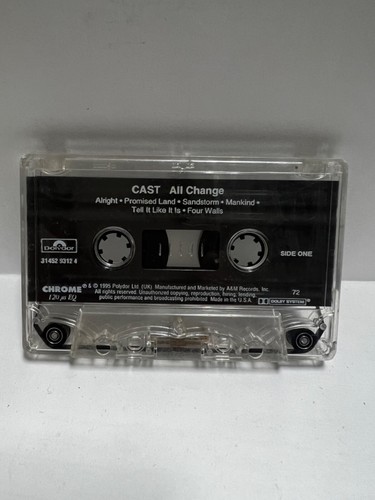 CAST All Change
Alright • Promised Land • Sandstorm • Mankind •
Tell It Like It Is • Four Walls
Polydor
31452 9312 4
SIDE ONE
CHROME
120 µs EQ
℗ & © 1995 Polydor Ltd. (UK) Manufactured and Marketed by A&M Records, Inc.
All rights reserved. Unauthorized copying, reproduction, hiring, lending,
public performance and broadcasting prohibited. Made in the U.S.A.
72
DOLBY SYSTEM